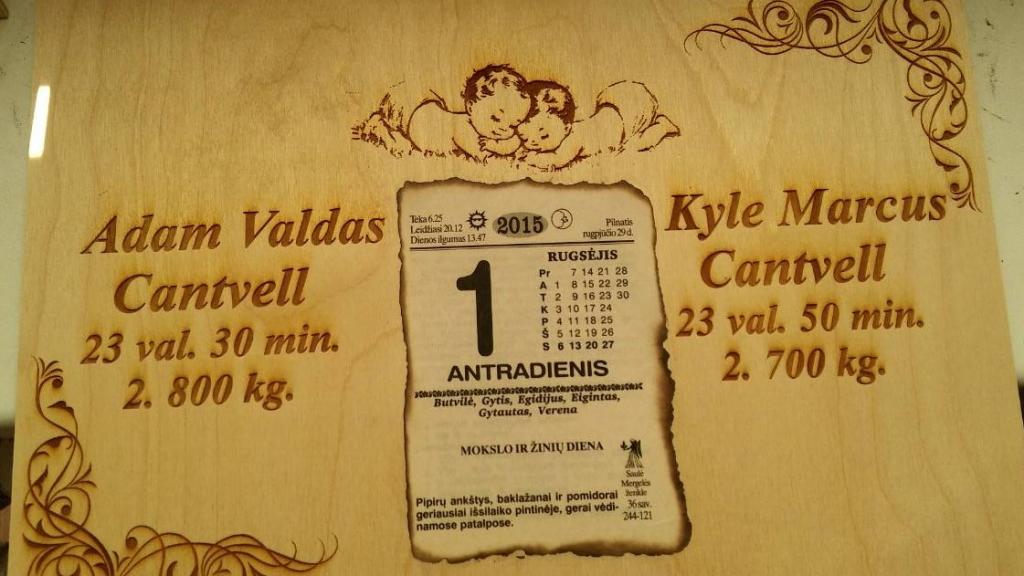 Adam Valdas
Cantvell
23 val. 30 min.
2. 800 kg.
Teka 6.25
Leidžiasi 20.12
Dienos ilgumas 13.47
2015
Pilnatis
rugpjūčio 29 d.
1
RUGSĖJIS
Pr 7 14 21 28
A 1 8 15 22 29
T 2 9 16 23 30
K 3 10 17 24
P 4 11 18 25
Š 5 12 19 26
S 6 13 20 27
ANTRADIENIS
Butvilė, Gytis, Egidijus, Elgintas,
Gytautas, Verena
MOKSLO IR ŽINIŲ DIENA
Saulė
Mergelės
ženkle
36 sav.
244-121
Pipirų ankštys, baklažanai ir pomidorai
geriausiai išsilaiko pintinėje, gerai vėdi-
namose patalpose.
Kyle Marcus
Cantvell
23 val. 50 min.
2. 700 kg.